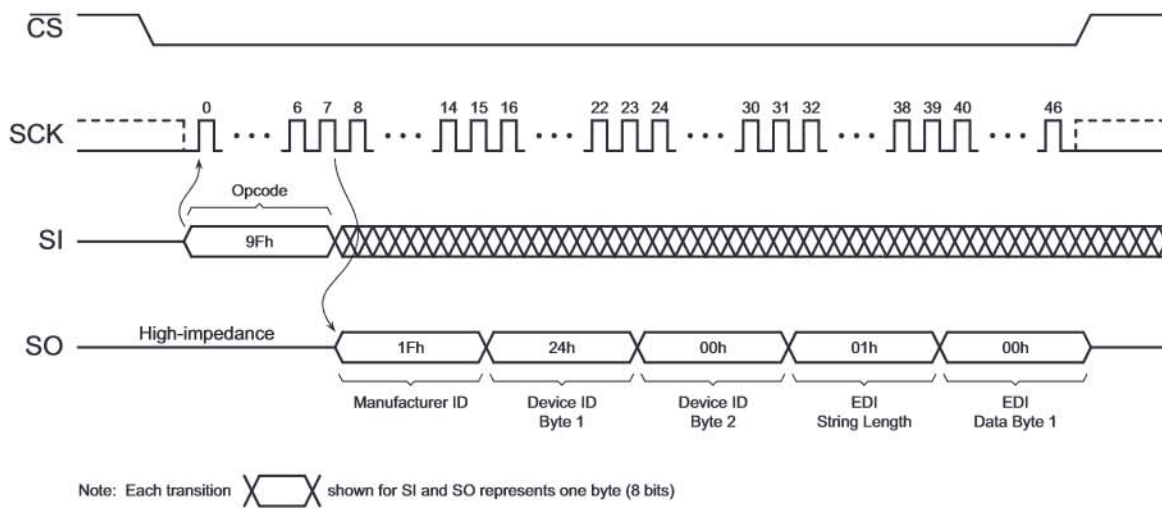 CS
0 6 7 8 14 15 16 22 23 24 30 31 32 38 39 40 46
SCK
Opcode
SI
9Fh
High-impedance
SO
1Fh 24h 00h 01h 00h
Manufacturer ID Device ID EDI Device ID EDI
Byte 1 Byte 2 String Length Data Byte 1
Note: Each transition shown for SI and SO represents one byte (8 bits)